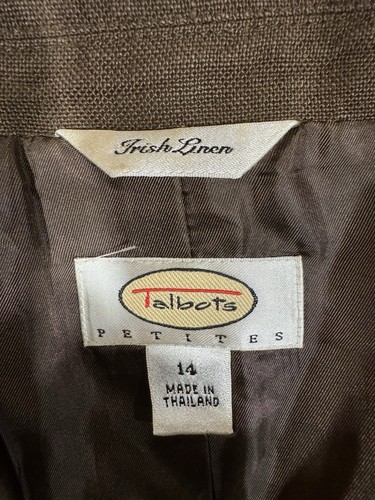 Irish Linen
Talbots
PETITES
14
MADE IN
THAILAND